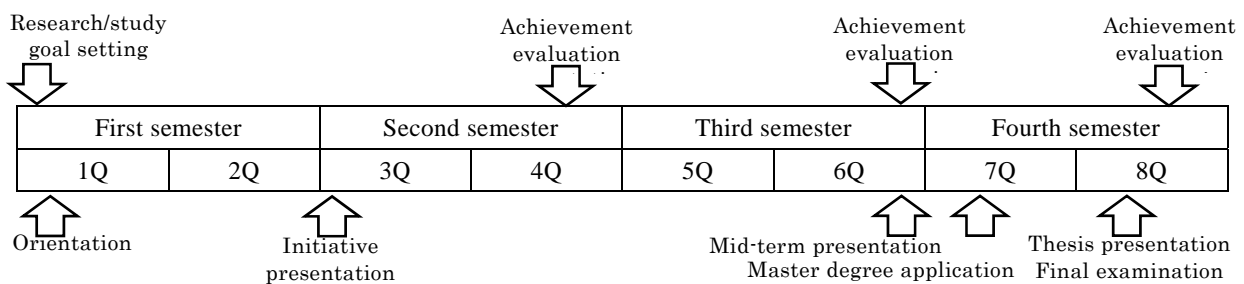 Research/study
goal setting
Achievement
evaluation
Achievement
evaluation
Achievement
evaluation
First semester
Second semester
Third semester
Fourth semester
1Q
2Q
3Q
4Q
5Q
6Q
7Q
8Q
Orientation
Initiative
presentation
Mid-term presentation
Master degree application
Thesis presentation
Final examination